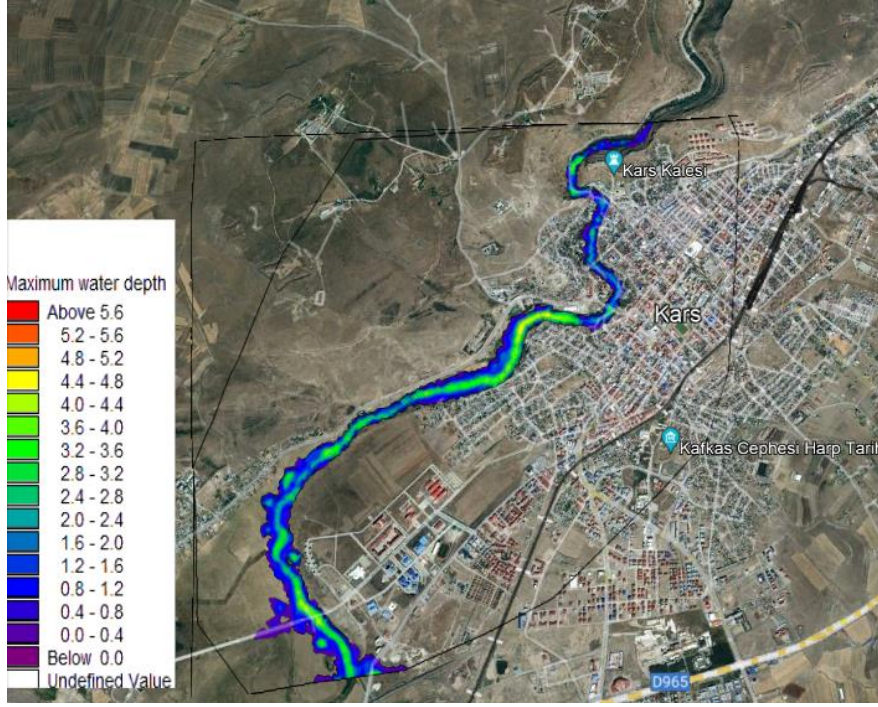 Kars Kalesi
Maximum water depth
Above 5.6
5.2 - 5.6
4.8 - 5.2
4.4 - 4.8
4.0 - 4.4
3.6 - 4.0
3.2 - 3.6
2.8 - 3.2
2.4 - 2.8
2.0 - 2.4
1.6 - 2.0
1.2 - 1.6
0.8 - 1.2
0.4 - 0.8
0.0 - 0.4
Below 0.0
Undefined Value
Kars
Kafkas Cephesi Harp Tarih
D965